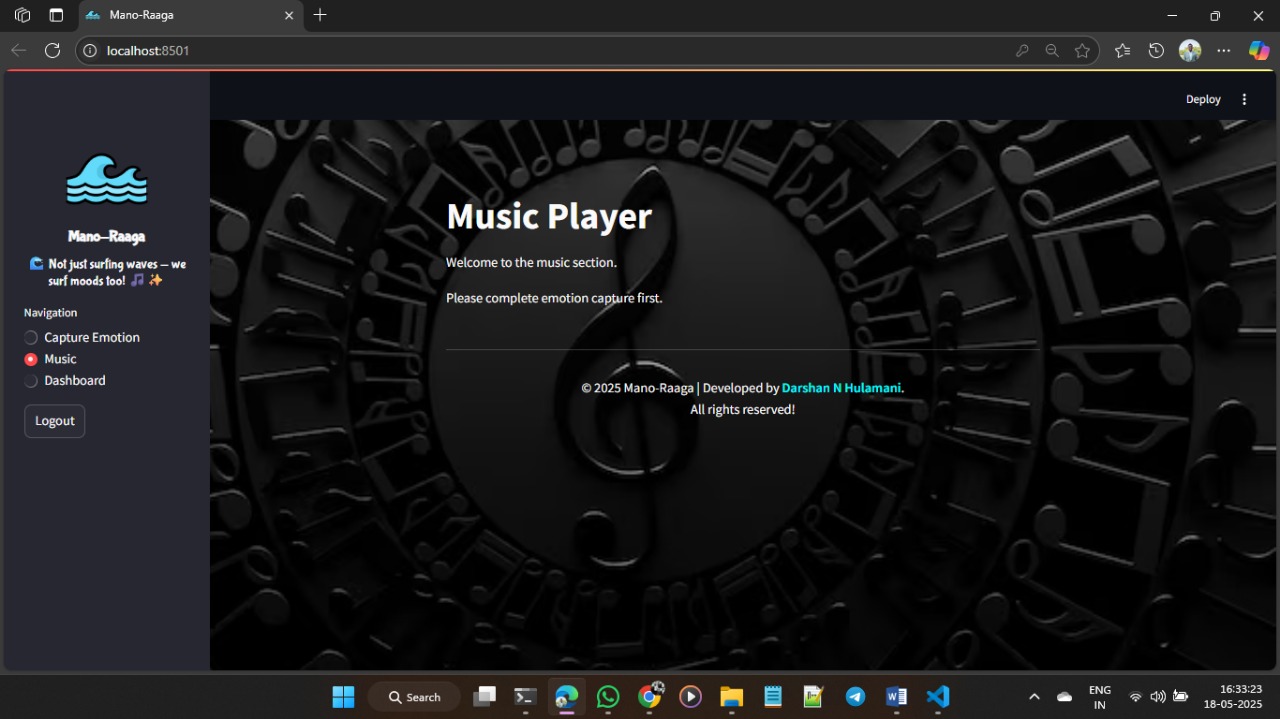 Mano-Raaga
localhost:8501
Deploy
Mano-Raaga
Not just surfing waves – we
surf moods too!
Navigation
Capture Emotion
Music
Dashboard
Logout
Music Player
Welcome to the music section.
Please complete emotion capture first.
© 2025 Mano-Raaga | Developed by Darshan N Hulamani.
All rights reserved!
Search
ENG
IN
16:33:23
18-05-2025